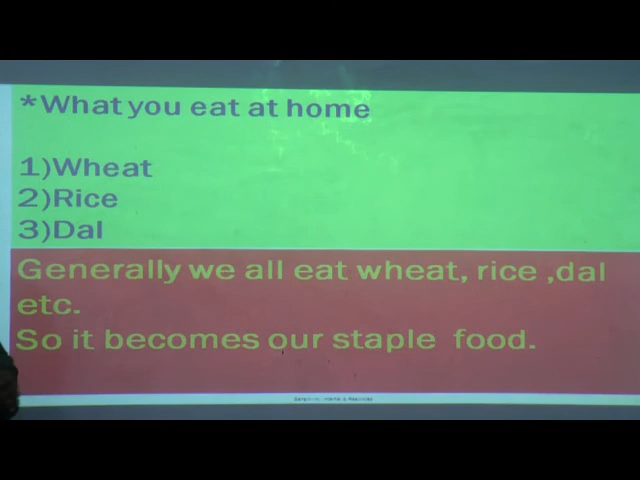 *What you eat at home
1)Wheat
2)Rice
3)Dal
Generally we all eat wheat, rice ,dal
etc.
So it becomes our staple food.